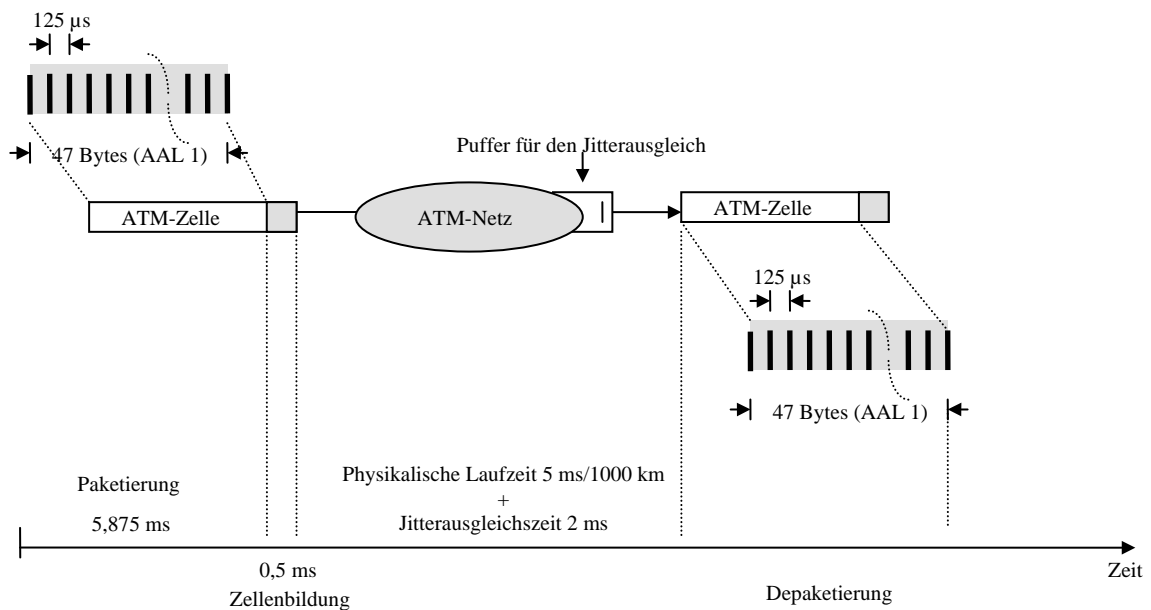 125 µs
47 Bytes (AAL 1)
Puffer für den Jitterausgleich
ATM-Zelle
ATM-Netz
ATM-Zelle
125 µs
47 Bytes (AAL 1)
Paketierung
5,875 ms
Physikalische Laufzeit 5 ms/1000 km
+
Jitterausgleichszeit 2 ms
0,5 ms
Zellenbildung
Depaketierung
Zeit